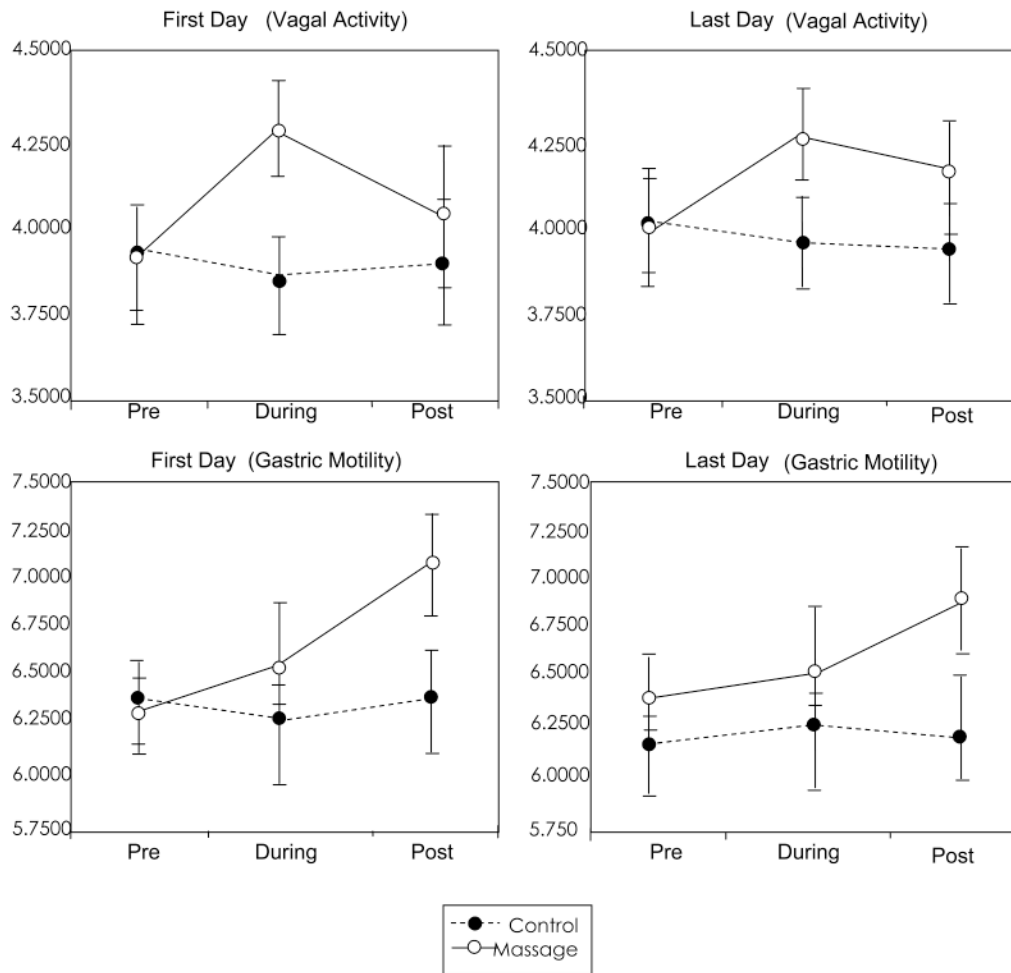 First Day (Vagal Activity)
4.5000
4.2500
4.0000
3.7500
3.5000
Pre During Post
Last Day (Vagal Activity)
4.5000
4.2500
4.0000
3.7500
3.5000
Pre During Post
First Day (Gastric Motility)
7.5000
7.2500
7.0000
6.7500
6.5000
6.2500
6.0000
5.7500
Pre During Post
Last Day (Gastric Motility)
7.5000
7.2500
7.0000
6.7500
6.5000
6.2500
6.0000
5.750
Pre During Post
Control
Massage